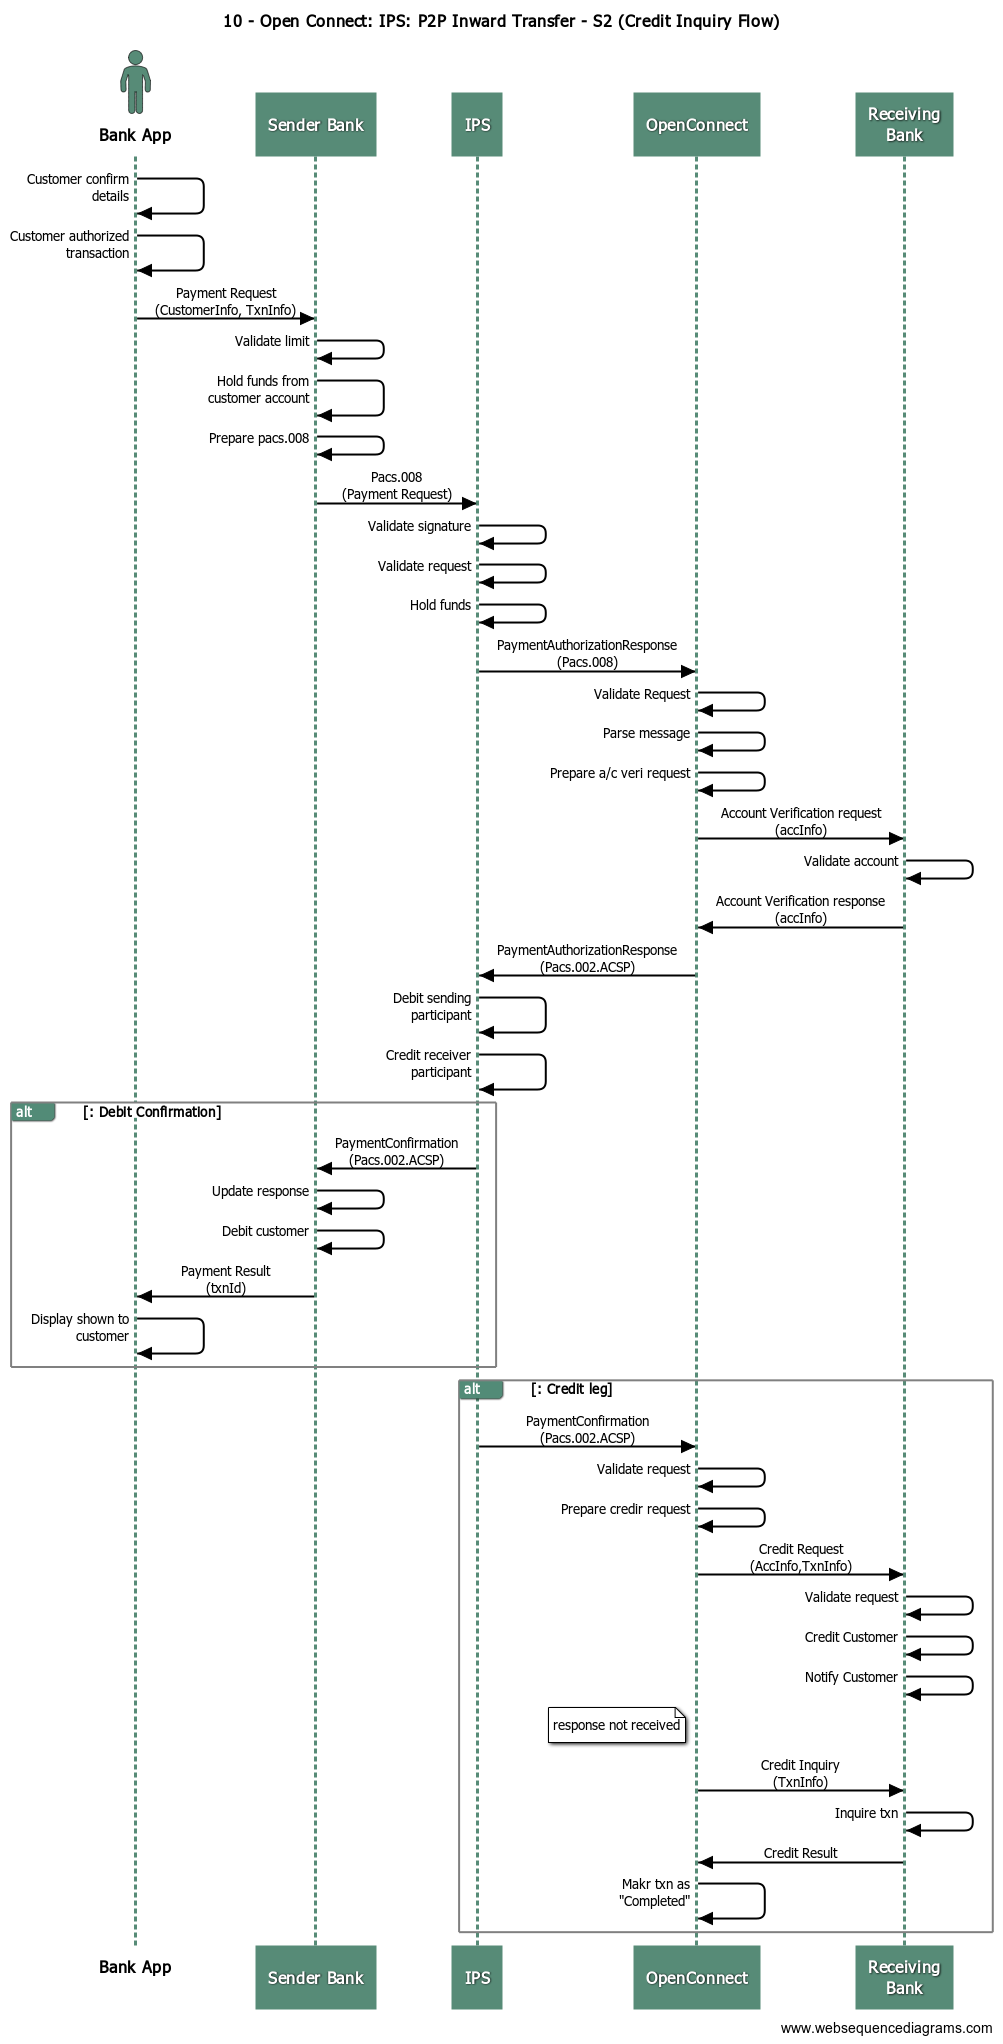 10 - Open Connect: IPS: P2P Inward Transfer - S2 (Credit Inquiry Flow)
Bank App
Sender Bank
IPS
OpenConnect
Receiving
Bank
Customer confirm
details
Customer authorized
transaction
Payment Request
(CustomerInfo, TxnInfo)
Validate limit
Hold funds from
customer account
Prepare pacs.008
Pacs.008
(Payment Request)
Validate signature
Validate request
Hold funds
PaymentAuthorizationResponse
(Pacs.008)
Validate Request
Parse message
Prepare a/c veri request
Account Verification request
(accInfo)
Validate account
Account Verification response
(accInfo)
PaymentAuthorizationResponse
(Pacs.002.ACSP)
Debit sending
participant
Credit receiver
participant
alt [: Debit Confirmation]
PaymentConfirmation
(Pacs.002.ACSP)
Update response
Debit customer
Payment Result
(txnId)
Display shown to
customer
alt [: Credit leg]
PaymentConfirmation
(Pacs.002.ACSP)
Validate request
Prepare credir request
Credit Request
(AccInfo,TxnInfo)
Validate request
Credit Customer
Notify Customer
response not received
Credit Inquiry
(TxnInfo)
Inquire txn
Credit Result
Makr txn as
"Completed"
Bank App
Sender Bank
IPS
OpenConnect
Receiving
Bank
www.websequencediagrams.com